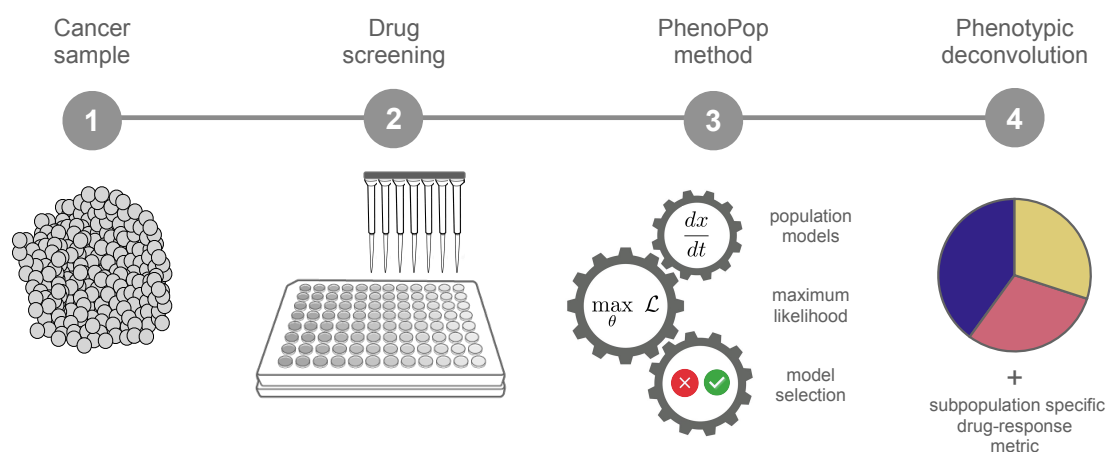 Cancer
sample
Drug
screening
PhenoPop
method
Phenotypic
deconvolution
1
2
3
4
dx
dt
population
models
max
θ
ℒ
maximum
likelihood
model
selection
+
subpopulation specific
drug-response
metric